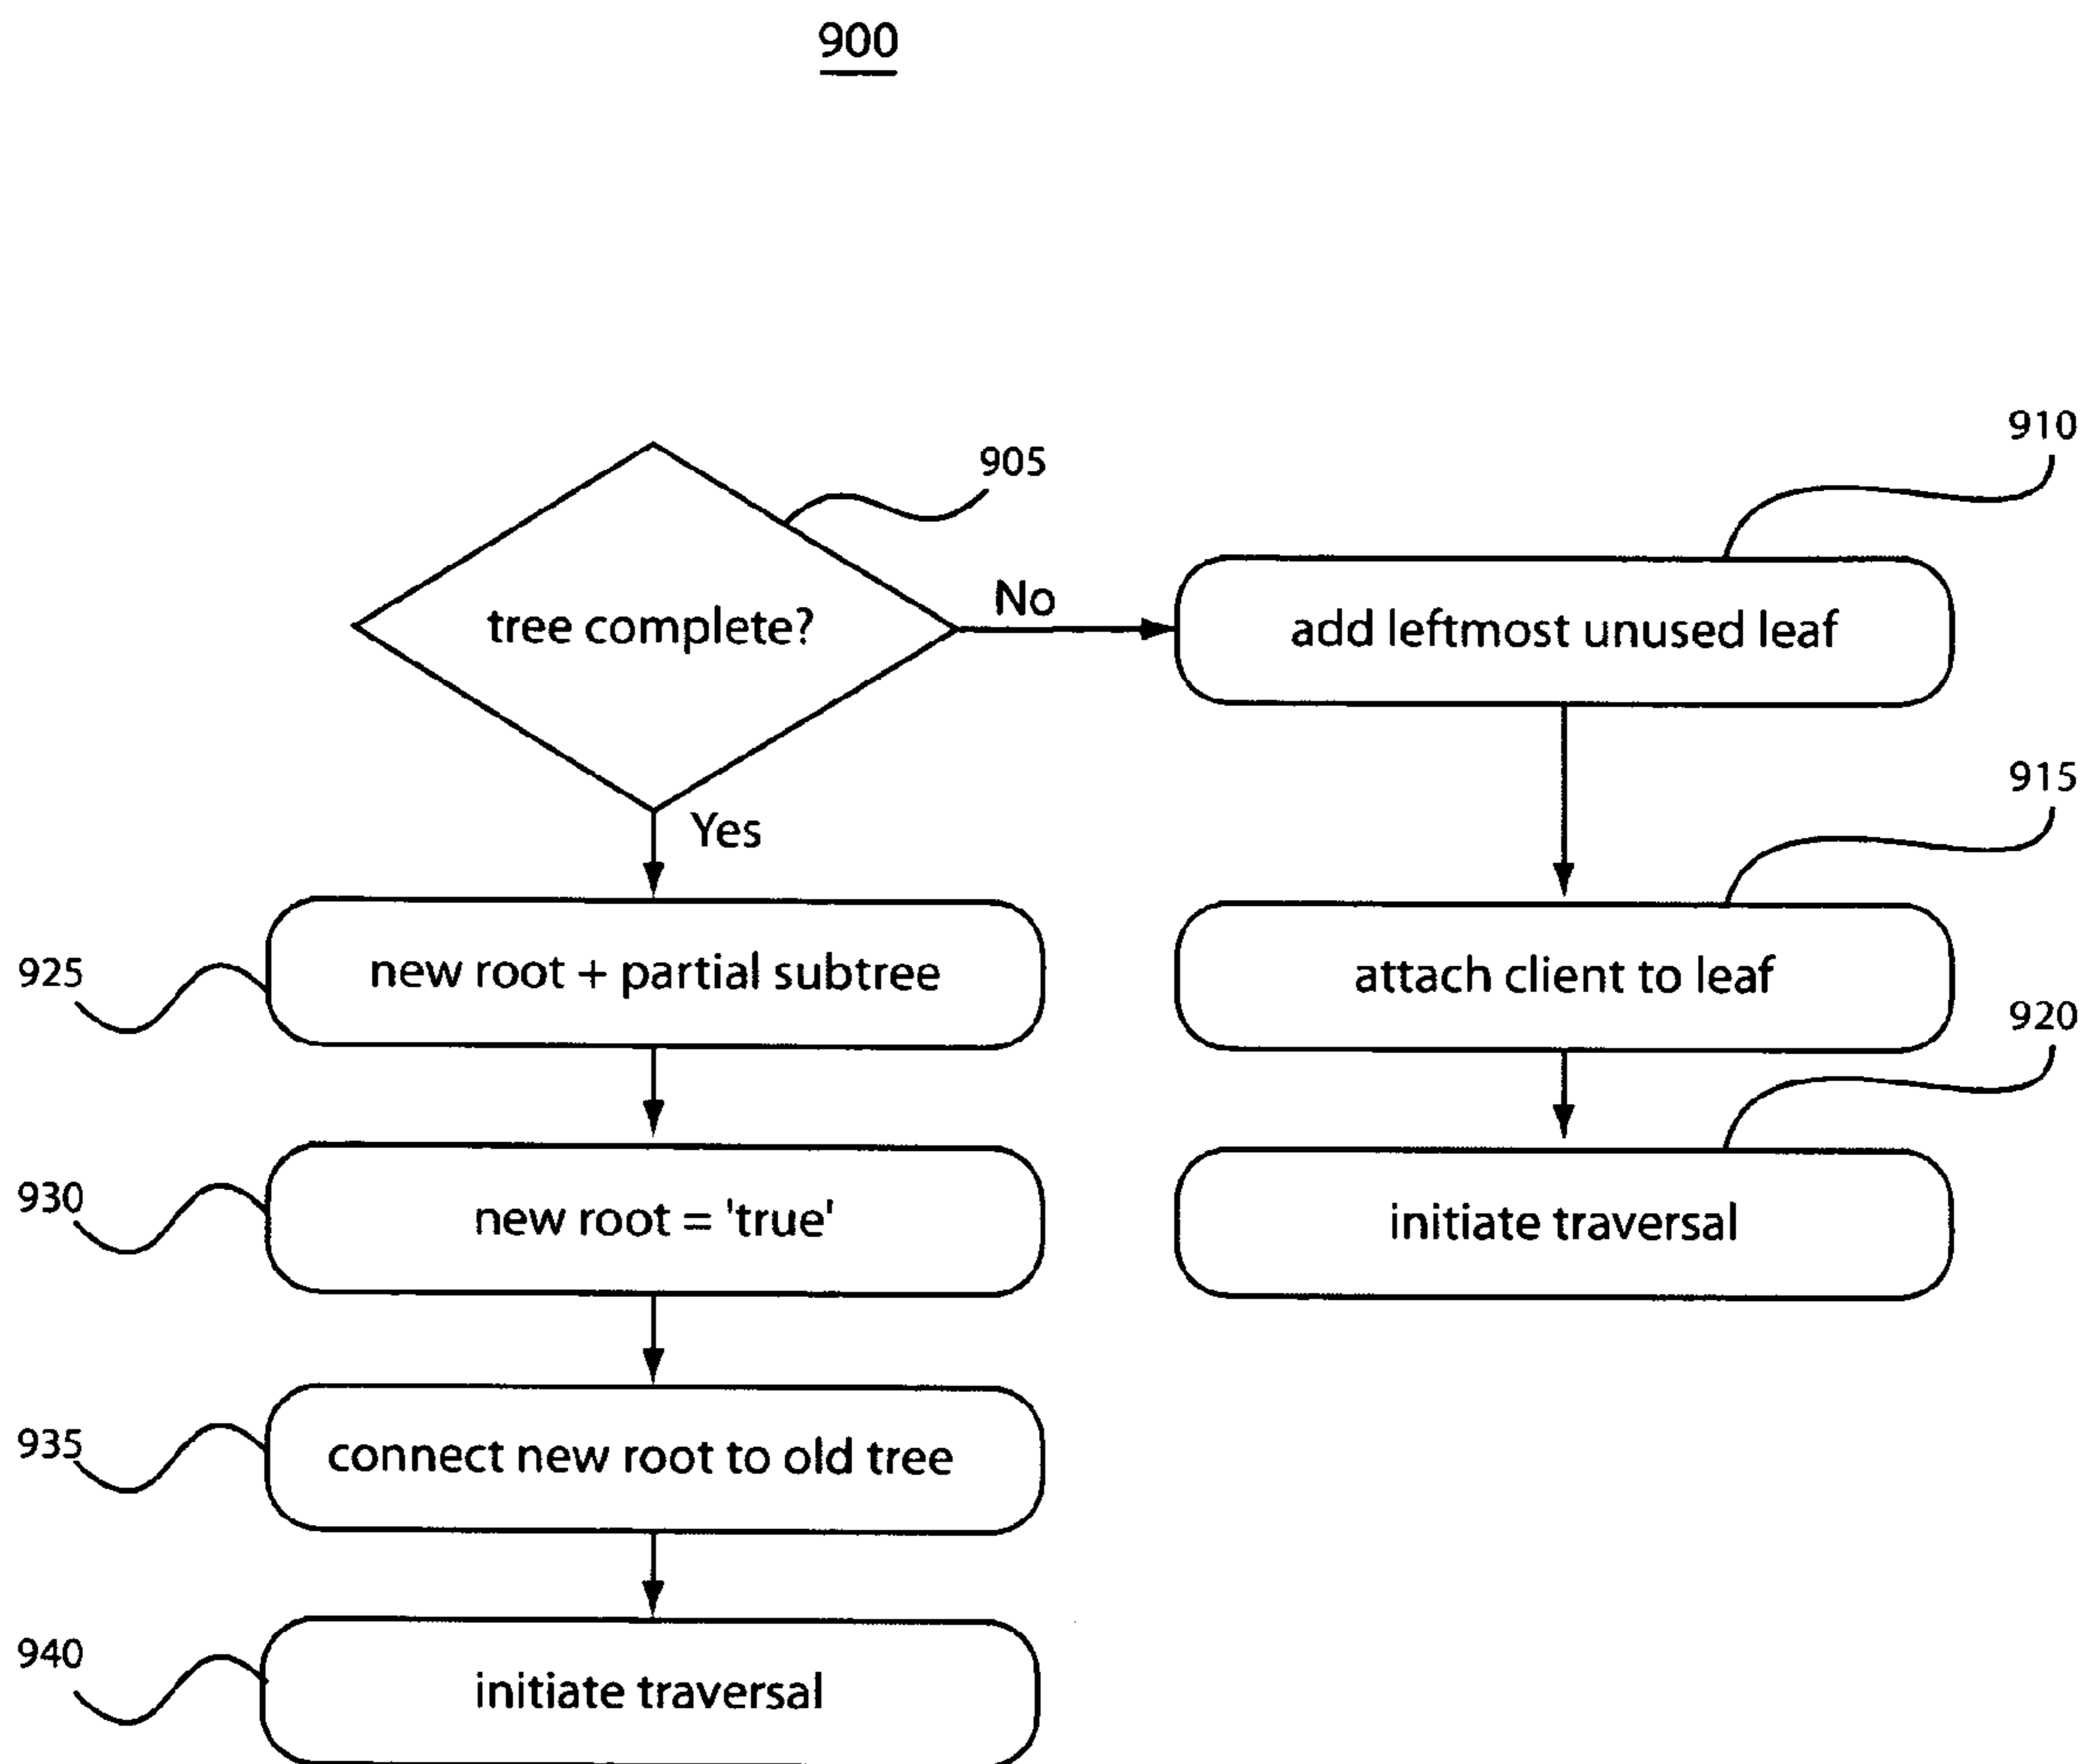 900
905
910
tree complete?
No
add leftmost unused leaf
Yes
915
925
new root + partial subtree
attach client to leaf
920
930
new root = 'true'
initiate traversal
935
connect new root to old tree
940
initiate traversal